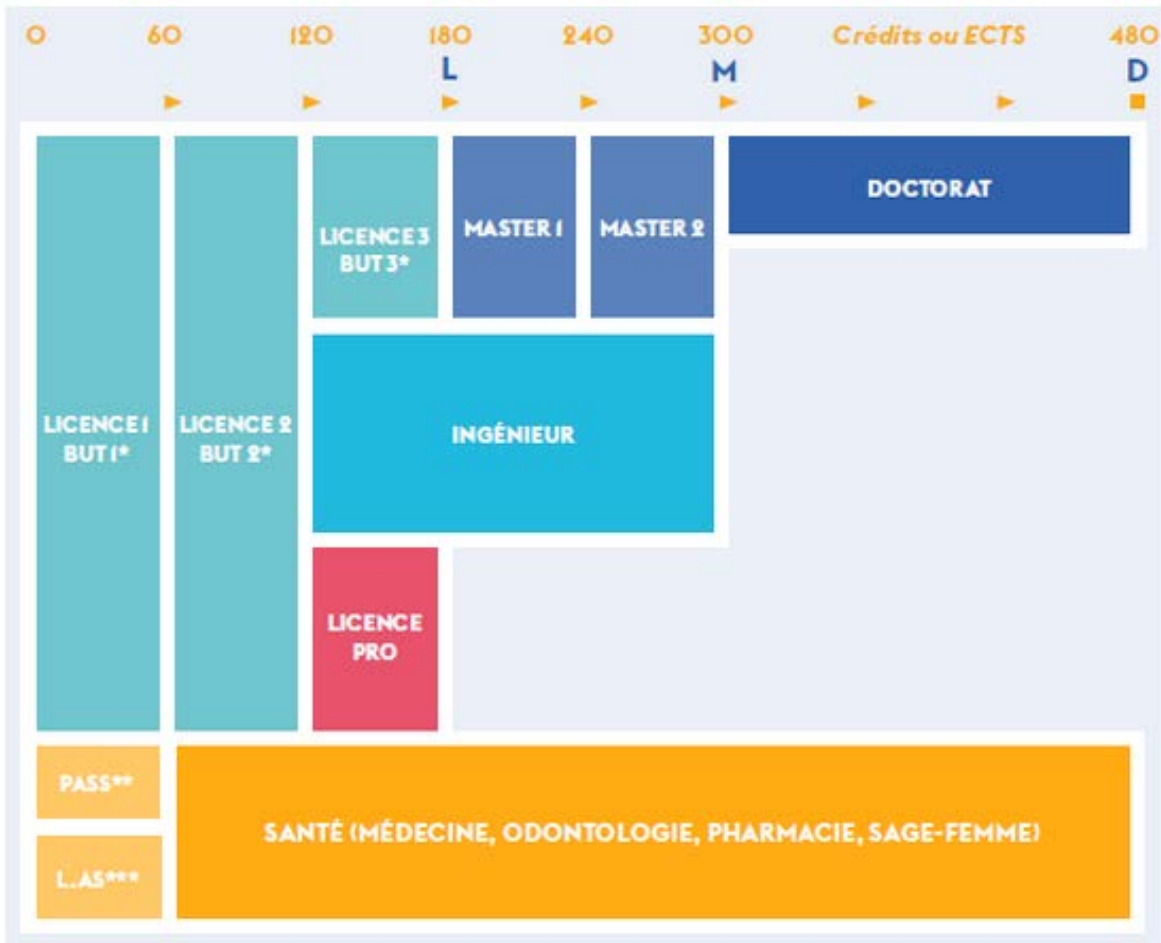 0 60 120 180 240 300 Crédits ou ECTS 480
L M D
DOCTORAT
LICENCE 3
BUT 3*
MASTER 1
MASTER 2
LICENCE 1
BUT 1*
LICENCE 2
BUT 2*
INGÉNIEUR
LICENCE
PRO
PASS**
SANTÉ (MÉDECINE, ODONTOLOGIE, PHARMACIE, SAGE-FEMME)
L.AS***